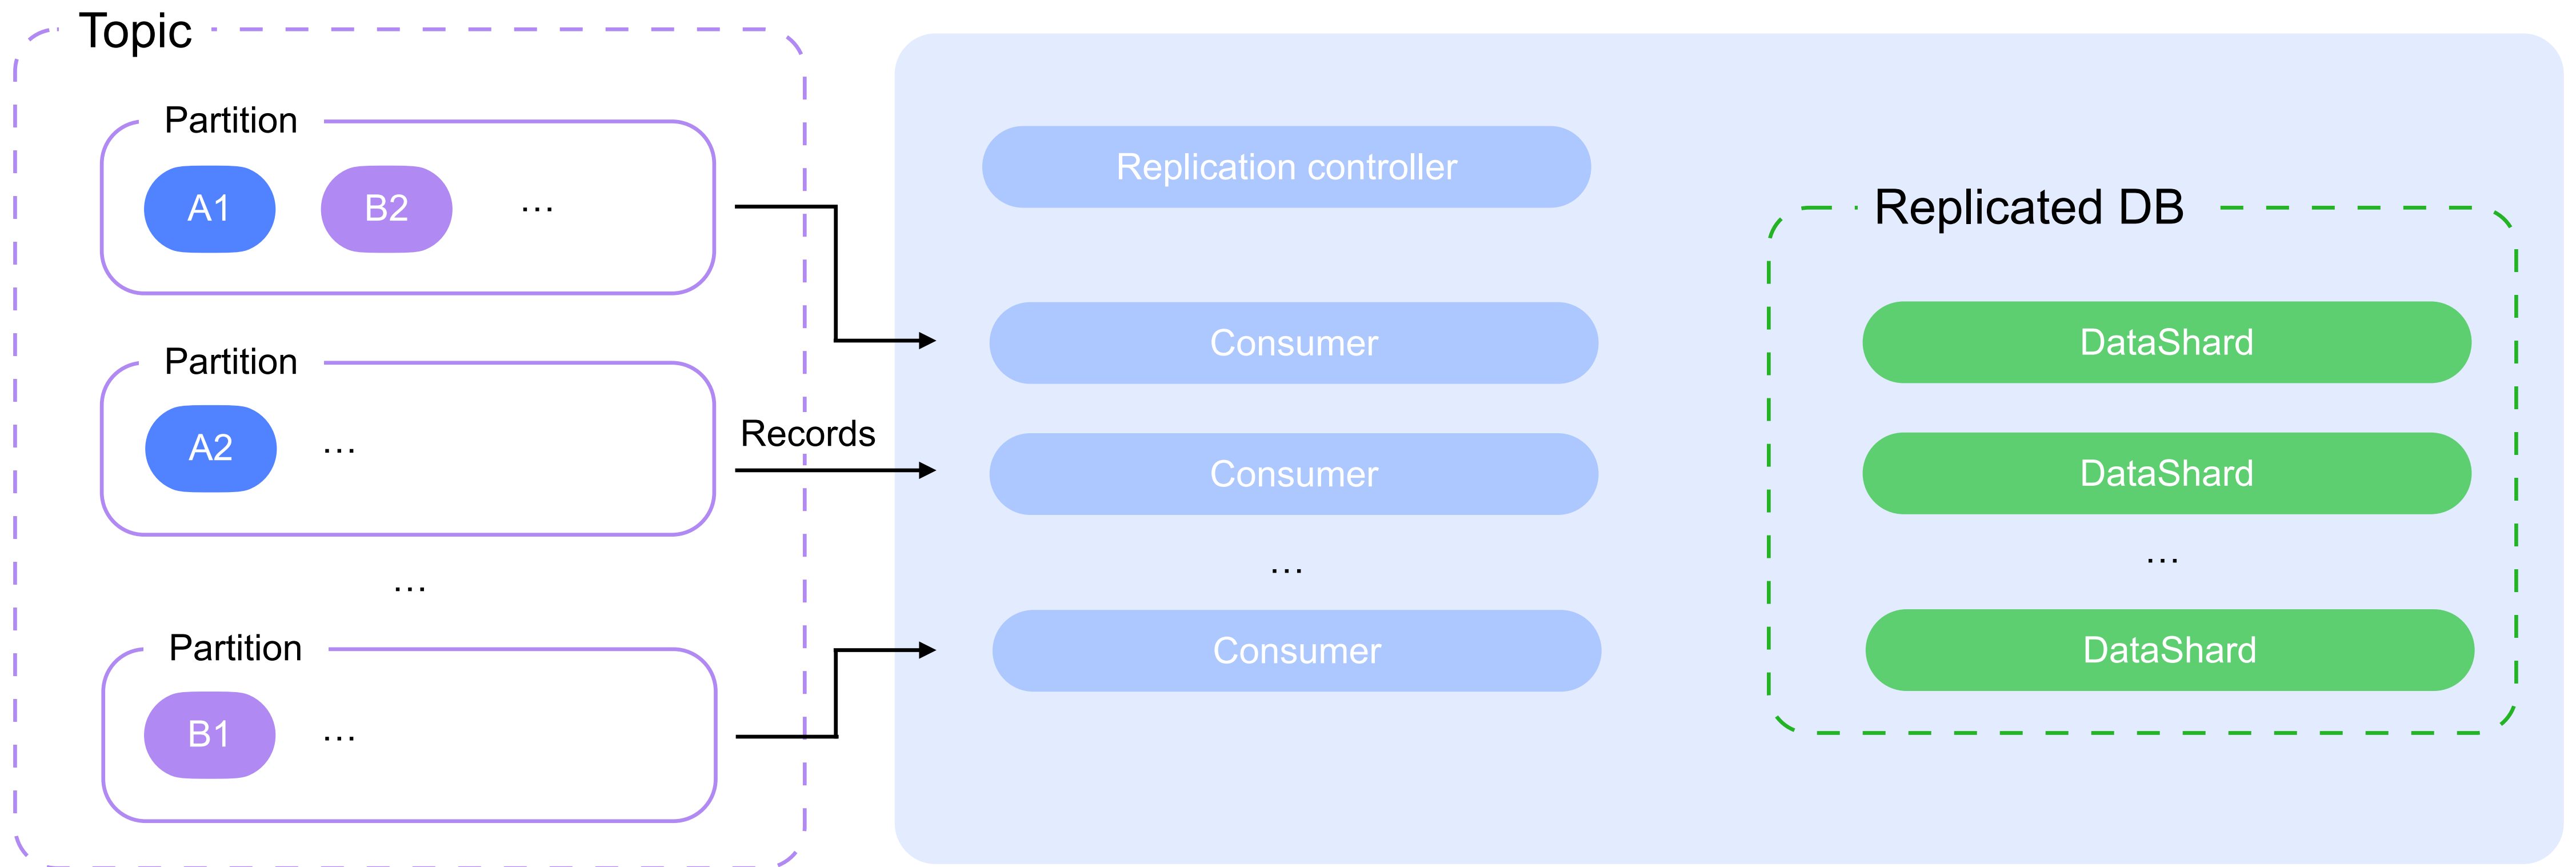 Topic
Partition
A1
B2
...
Partition
A2
...
...
Partition
B1
...
Records
Replication controller
Consumer
Consumer
...
Consumer
Replicated DB
DataShard
DataShard
...
DataShard